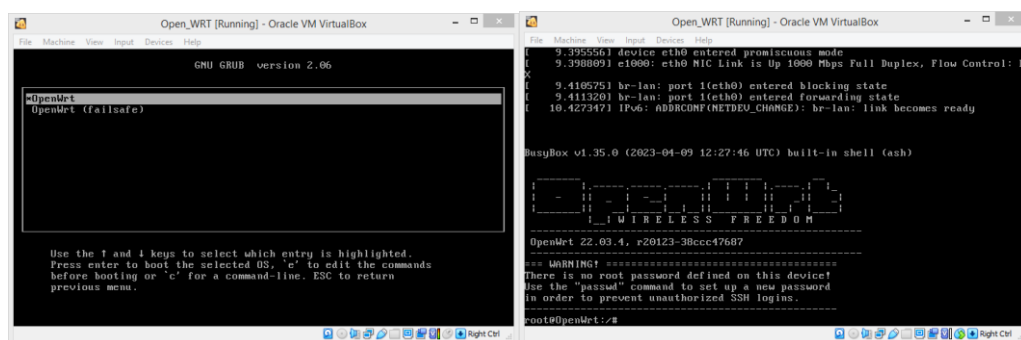 Open_WRT [Running] - Oracle VM VirtualBox
File Machine View Input Devices Help
GNU GRUB version 2.06
*OpenWrt
OpenWrt (failsafe)
Use the ↑ and ↓ keys to select which entry is highlighted.
Press enter to boot the selected OS, 'e' to edit the commands
before booting or 'c' for a command-line. ESC to return
previous menu.
Right Ctrl
Open_WRT [Running] - Oracle VM VirtualBox
File Machine View Input Devices Help
[ 9.395556] device eth0 entered promiscuous mode
[ 9.398809] e1000: eth0 NIC Link is Up 1000 Mbps Full Duplex, Flow Control:
X
[ 9.410575] br-lan: port 1(eth0) entered blocking state
[ 9.411320] br-lan: port 1(eth0) entered forwarding state
[ 10.427347] IPv6: ADDRCONF(NETDEV_CHANGE): br-lan: link becomes ready
BusyBox v1.35.0 (2023-04-09 12:27:46 UTC) built-in shell (ash)
OpenWrt
W I R E L E S S F R E E D O M
OpenWrt 22.03.4, r20123-38ccc47687
=== WARNING! =====================================
There is no root password defined on this device!
Use the "passwd" command to set up a new password
in order to prevent unauthorized SSH logins.
root@OpenWrt:/#
Right Ctrl